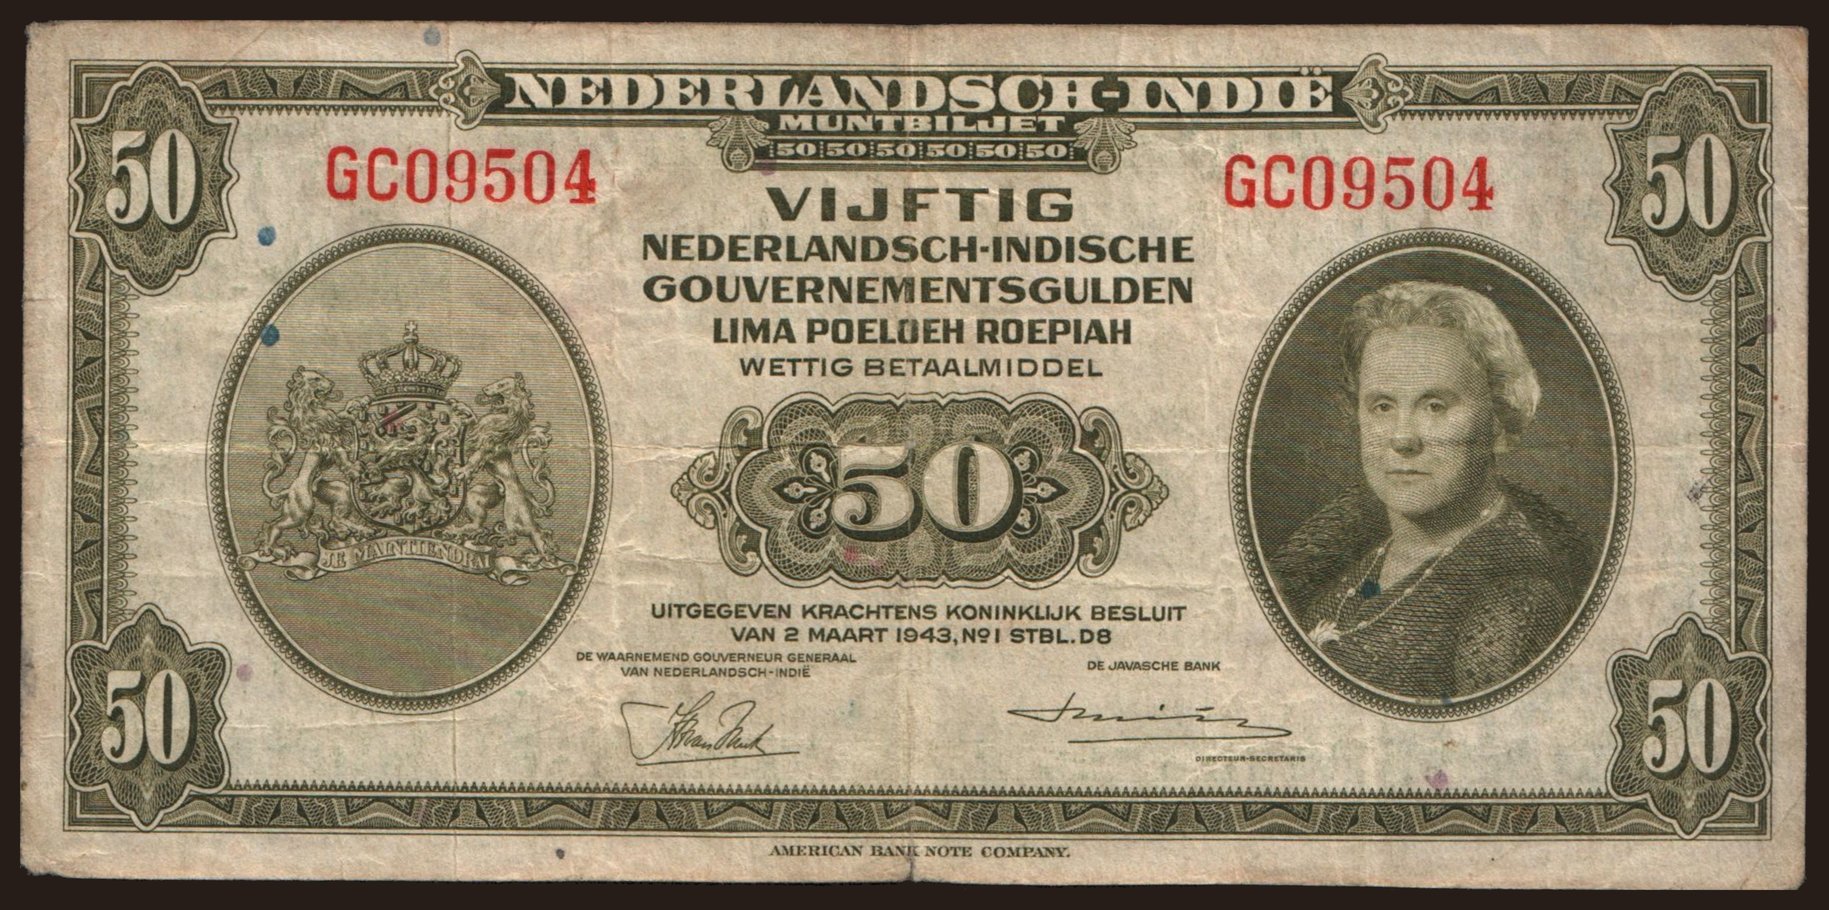 NEDERLANDSCH-INDIË
MUNTBILJET
50 50 50 50 50 50
50
50
GC09504
GC09504
VIJFTIG
NEDERLANDSCH-INDISCHE
GOUVERNEMENTSGULDEN
LIMA POELOEH ROEPIAH
WETTIG BETAALMIDDEL
50
JE MAINTIENDRAI
UITGEGEVEN KRACHTENS KONINKLIJK BESLUIT
VAN 2 MAART 1943, Nº1 STBL. D8
DE WAARNEMEND GOUVERNEUR GENERAAL
VAN NEDERLANDSCH-INDIË
DE JAVASCHE BANK
DIRECTEUR-SECRETARIS
50
50
AMERICAN BANK NOTE COMPANY.